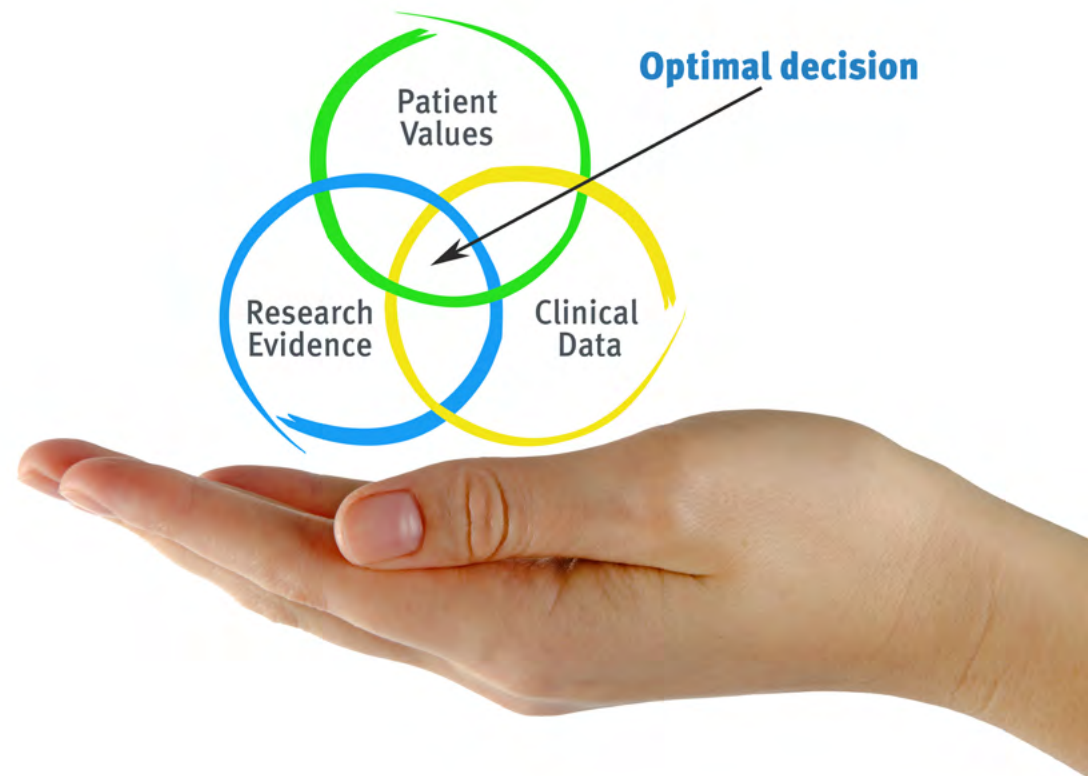 Optimal decision
Patient
Values
Research
Evidence
Clinical
Data